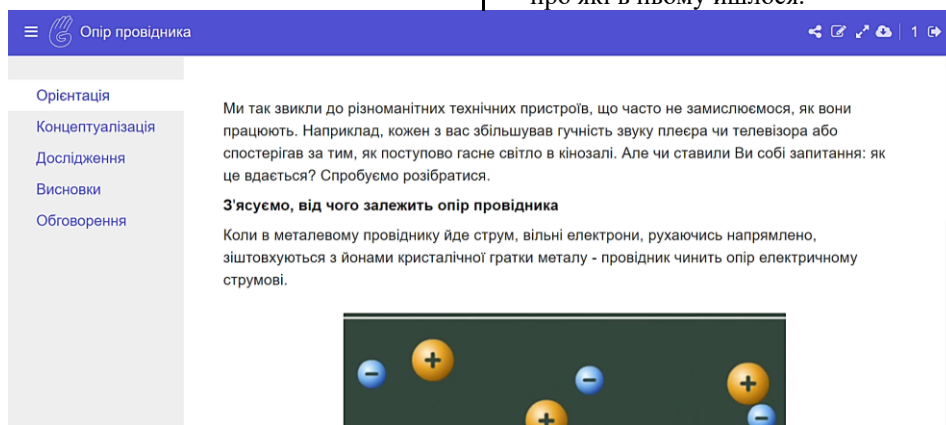 про які в ньому йшлося.
Опір провідника
1
Орієнтація
Концептуалізація
Дослідження
Висновки
Обговорення
Ми так звикли до різноманітних технічних пристроїв, що часто не замислюємося, як вони
працюють. Наприклад, кожен з вас збільшував гучність звуку плеєра чи телевізора або
спостерігав за тим, як поступово гасне світло в кінозалі. Але чи ставили Ви собі запитання: як
це вдається? Спробуємо розібратися.
З'ясуємо, від чого залежить опір провідника
Коли в металевому провіднику йде струм, вільні електрони, рухаючись напрямлено,
зіштовхуються з йонами кристалічної гратки металу - провідник чинить опір електричному
струмові.